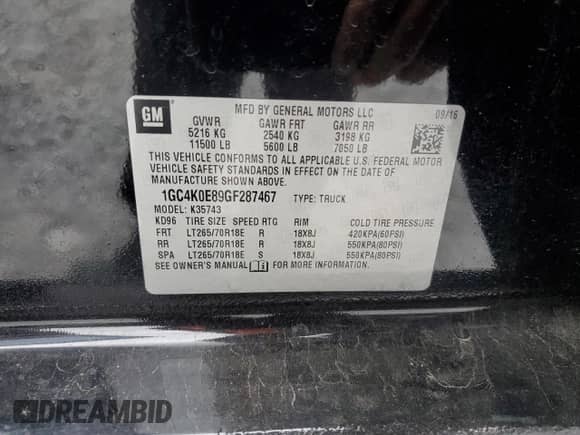 GM
MFD BY GENERAL MOTORS LLC 09/16
GVWR GAWR FRT GAWR RR
5216 KG 2540 KG 3198 KG
11500 LB 5600 LB 7050 LB
THIS VEHICLE CONFORMS TO ALL APPLICABLE U.S. FEDERAL MOTOR
VEHICLE SAFETY STANDARDS IN EFFECT ON THE DATE OF
MANUFACTURE SHOWN ABOVE.
1GC4K0E89GF287467 TYPE: TRUCK
MODEL: K35743
KD96 TIRE SIZE SPEED RTG RIM COLD TIRE PRESSURE
FRT LT265/70R18E R 18X8J 420KPA(60PSI)
RR LT265/70R18E R 18X8J 550KPA(80PSI)
SPA LT265/70R18E S 18X8J 550KPA(80PSI)
SEE OWNER'S MANUAL FOR MORE INFORMATION.
DREAMBID